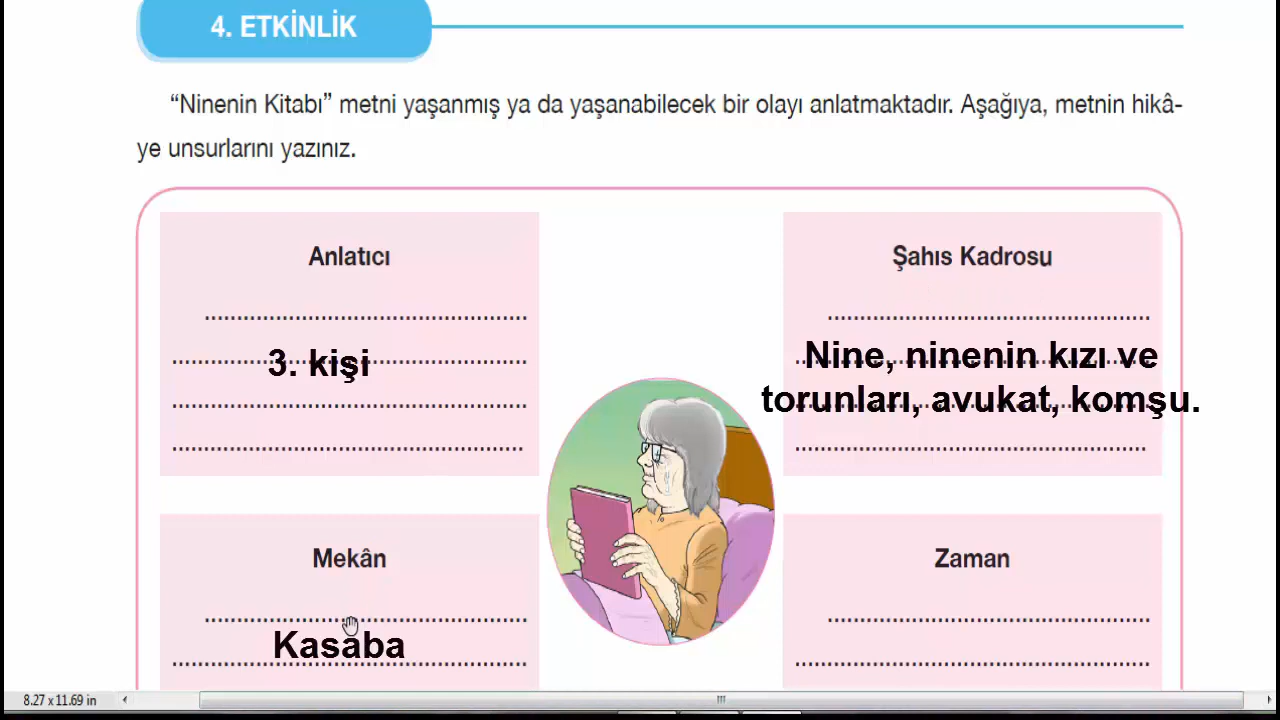 4. ETKİNLİK
“Ninenin Kitabı” metni yaşanmış ya da yaşanabilecek bir olayı anlatmaktadır. Aşağıya, metnin hikâ-
ye unsurlarını yazınız.
Anlatıcı
3. kişi
Şahıs Kadrosu
Nine, ninenin kızı ve
torunları, avukat, komşu.
Mekân
Kasaba
Zaman
8.27 x 11.69 in